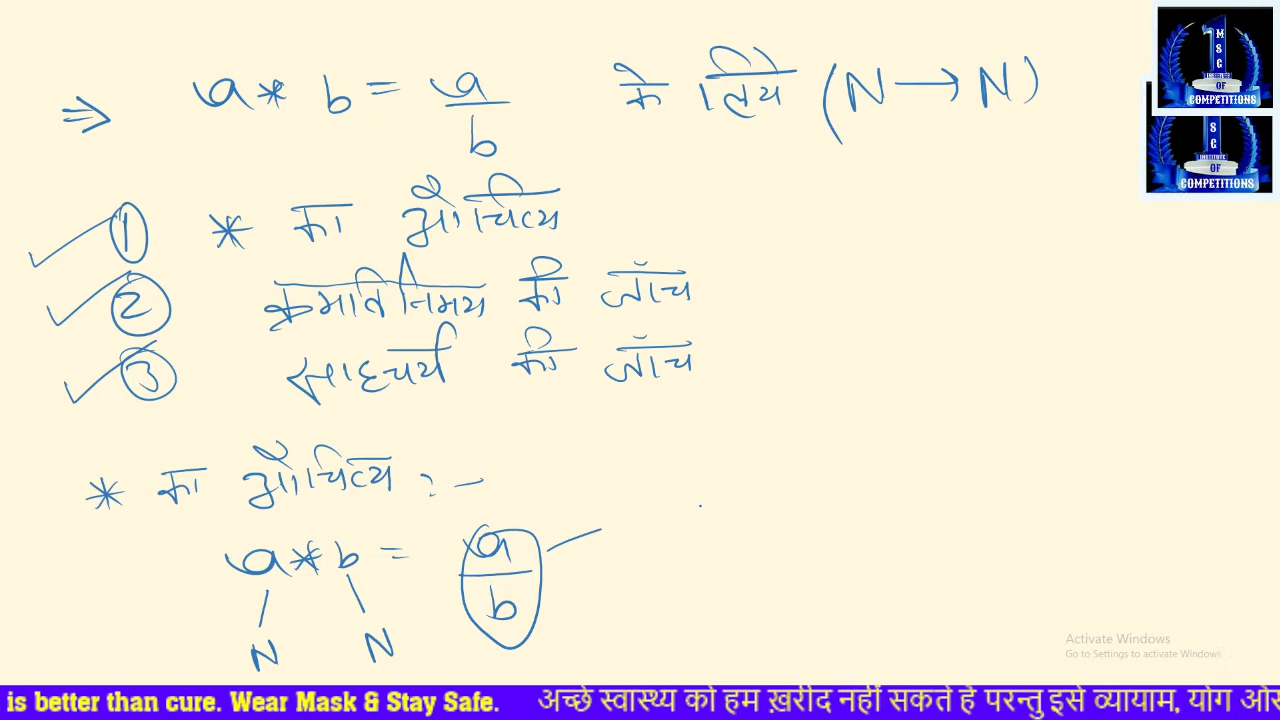 ⇒ a * b = a/b के लिये (N → N)
① * का औचित्य
② क्रमविनिमय की जाँच
③ साहचर्य की जाँच
* का औचित्य :-
a * b = a/b
N N
MSC
OF
COMPETITIONS
SC
INSTITUTE
OF
COMPETITIONS
Activate Windows
Go to Settings to activate Windows.
is better than cure. Wear Mask & Stay Safe. अच्छे स्वास्थ्य को हम ख़रीद नहीं सकते हैं परन्तु इसे व्यायाम, योग और